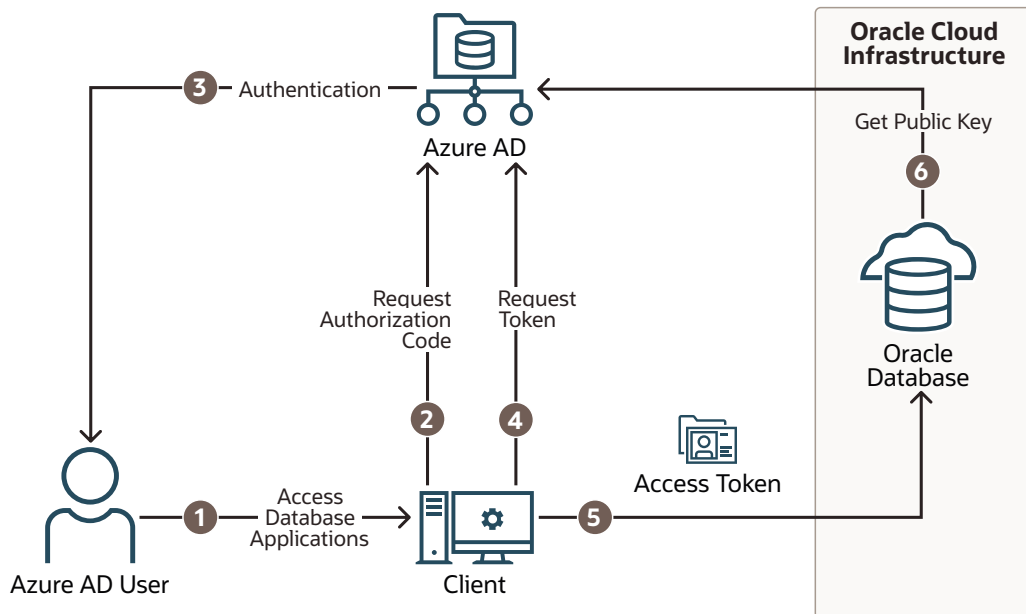 Oracle Cloud
Infrastructure
3
Authentication
Azure AD
Get Public Key
6
Request
Authorization
Code
Request
Token
Oracle
Database
2
4
Access Token
1
Access
Database
Applications
5
Azure AD User
Client